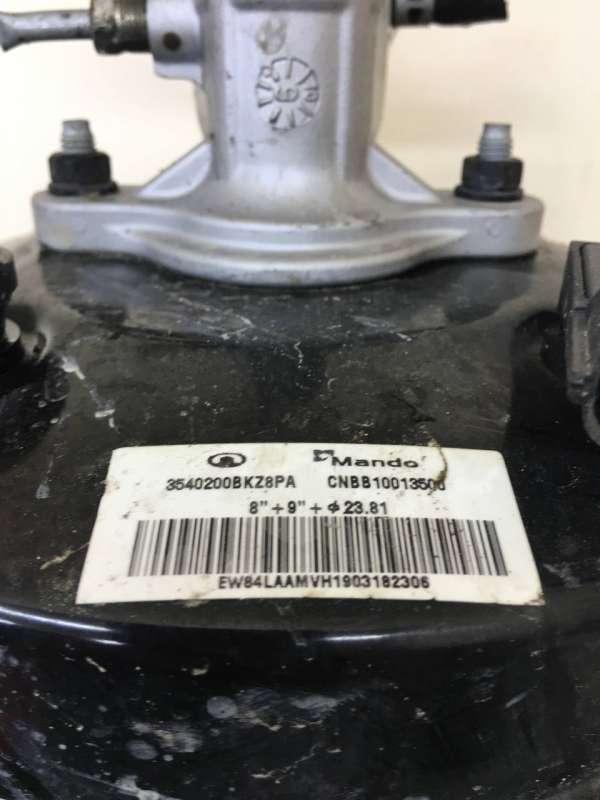 Mando
3540200BKZ8PA CNBB10013500
8"+9"+ϕ23.81
EW84LAAMVH1903182306